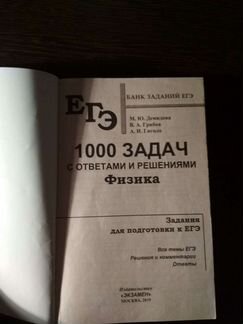 ЕГЭ
БАНК ЗАДАНИЙ ЕГЭ
М. Ю. Демидова
В. А. Грибов
А. И. Гиголо
1000 ЗАДАЧ
С ОТВЕТАМИ И РЕШЕНИЯМИ
Физика
Задания
для подготовки к ЕГЭ
Все темы ЕГЭ
Решения и комментарии
Ответы
Издательство
«ЭКЗАМЕН»
МОСКВА, 2019